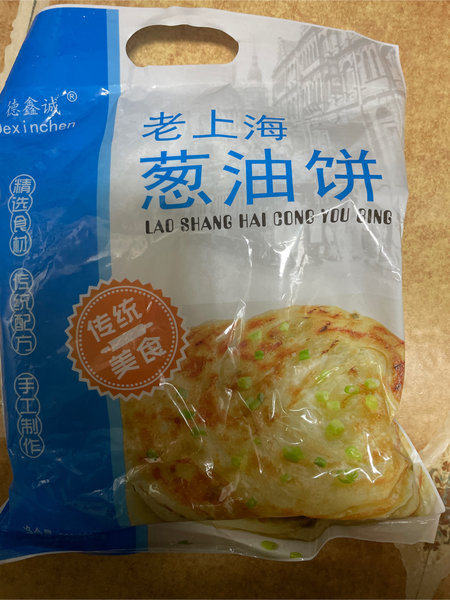 德鑫诚®
Dexinchen
老上海
葱油饼
LAO SHANG HAI CONG YOU BING
精选食材 传统配方 手工制作
传统
美食